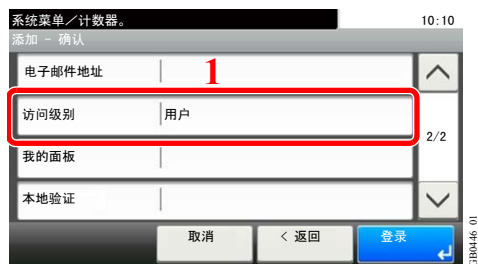 系统菜单／计数器。 10:10
添加 - 确认
电子邮件地址 1
访问级别 用户
2/2
我的面板
本地验证
取消 < 返回 登录
GB0446_01